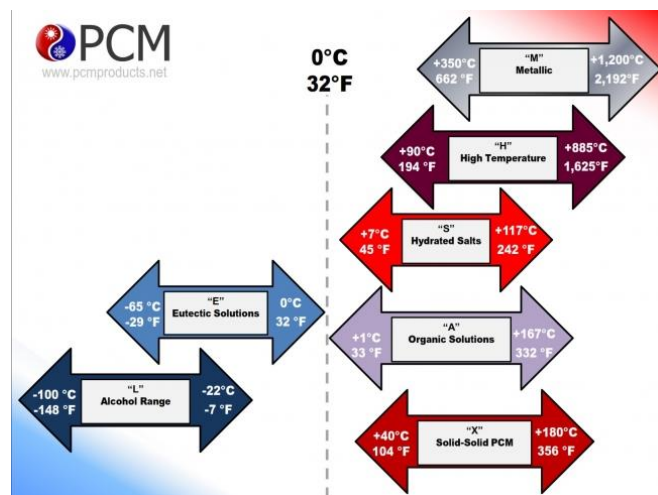 PCM
www.pcmproducts.net
0°C
32°F
+350°C
662 °F
"M"
Metallic
+1,200°C
2,192°F
+90°C
194 °F
"H"
High Temperature
+885°C
1,625°F
+7°C
45 °F
"S"
Hydrated Salts
+117°C
242 °F
-65 °C
-29 °F
"E"
Eutectic Solutions
0°C
32 °F
+1°C
33 °F
"A"
Organic Solutions
+167°C
332 °F
-100 °C
-148 °F
"L"
Alcohol Range
-22°C
-7 °F
+40°C
104 °F
"X"
Solid-Solid PCM
+180°C
356 °F